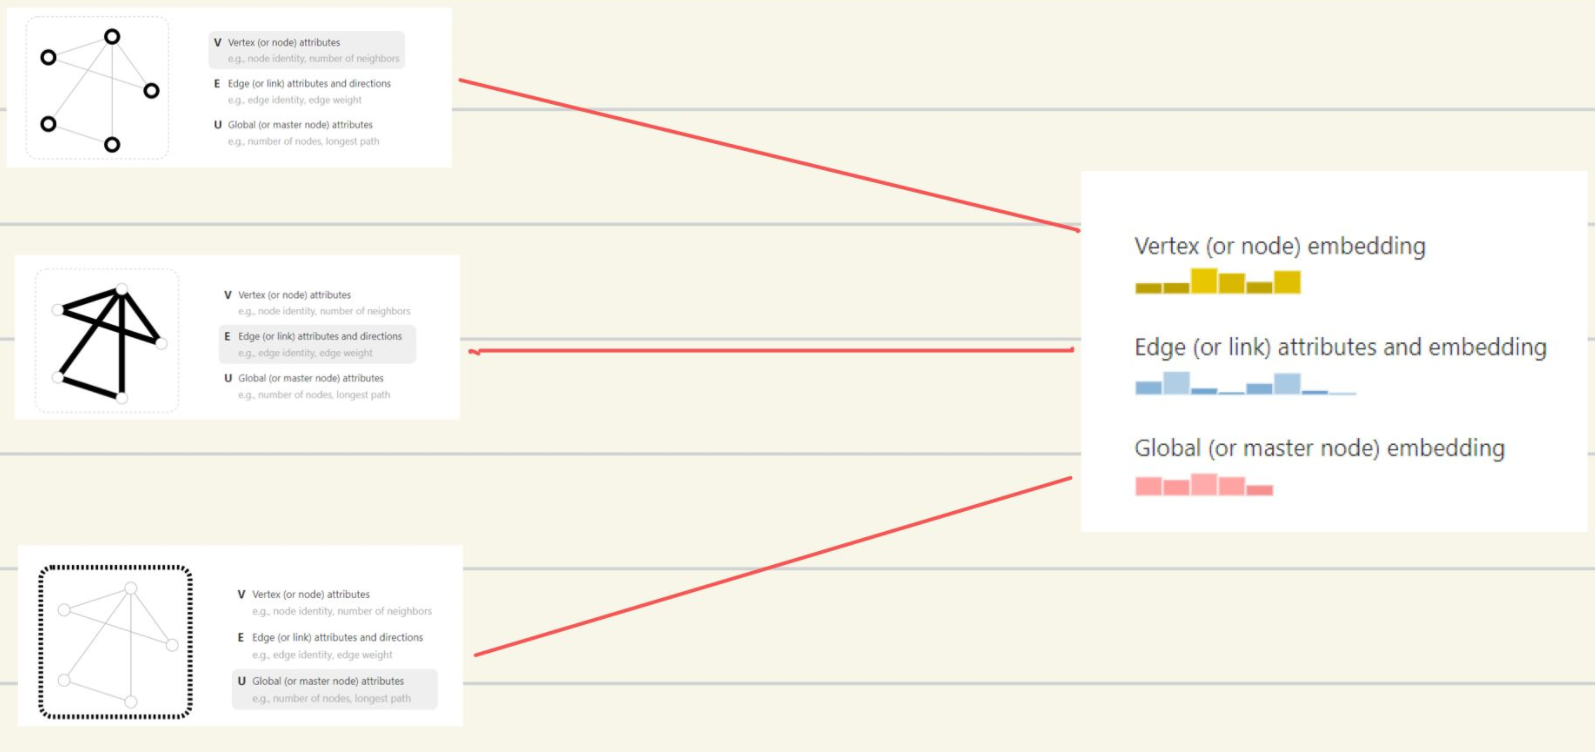 V Vertex (or node) attributes
e.g., node identity, number of neighbors
E Edge (or link) attributes and directions
e.g., edge identity, edge weight
U Global (or master node) attributes
e.g., number of nodes, longest path
V Vertex (or node) attributes
e.g., node identity, number of neighbors
E Edge (or link) attributes and directions
e.g., edge identity, edge weight
U Global (or master node) attributes
e.g., number of nodes, longest path
V Vertex (or node) attributes
e.g., node identity, number of neighbors
E Edge (or link) attributes and directions
e.g., edge identity, edge weight
U Global (or master node) attributes
e.g., number of nodes, longest path
Vertex (or node) embedding
Edge (or link) attributes and embedding
Global (or master node) embedding